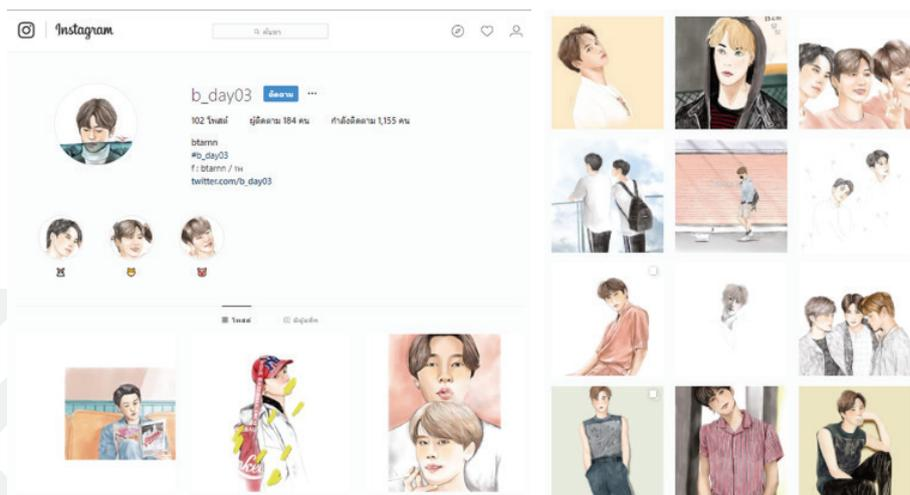 Instagram
ค้นหา
b_day03
ติดตาม
102 โพสต์ ผู้ติดตาม 184 คน กำลังติดตาม 1,155 คน
btarnn
#b_day03
f : btarnn / ᴛʜ
twitter.com/b_day03
โพสต์